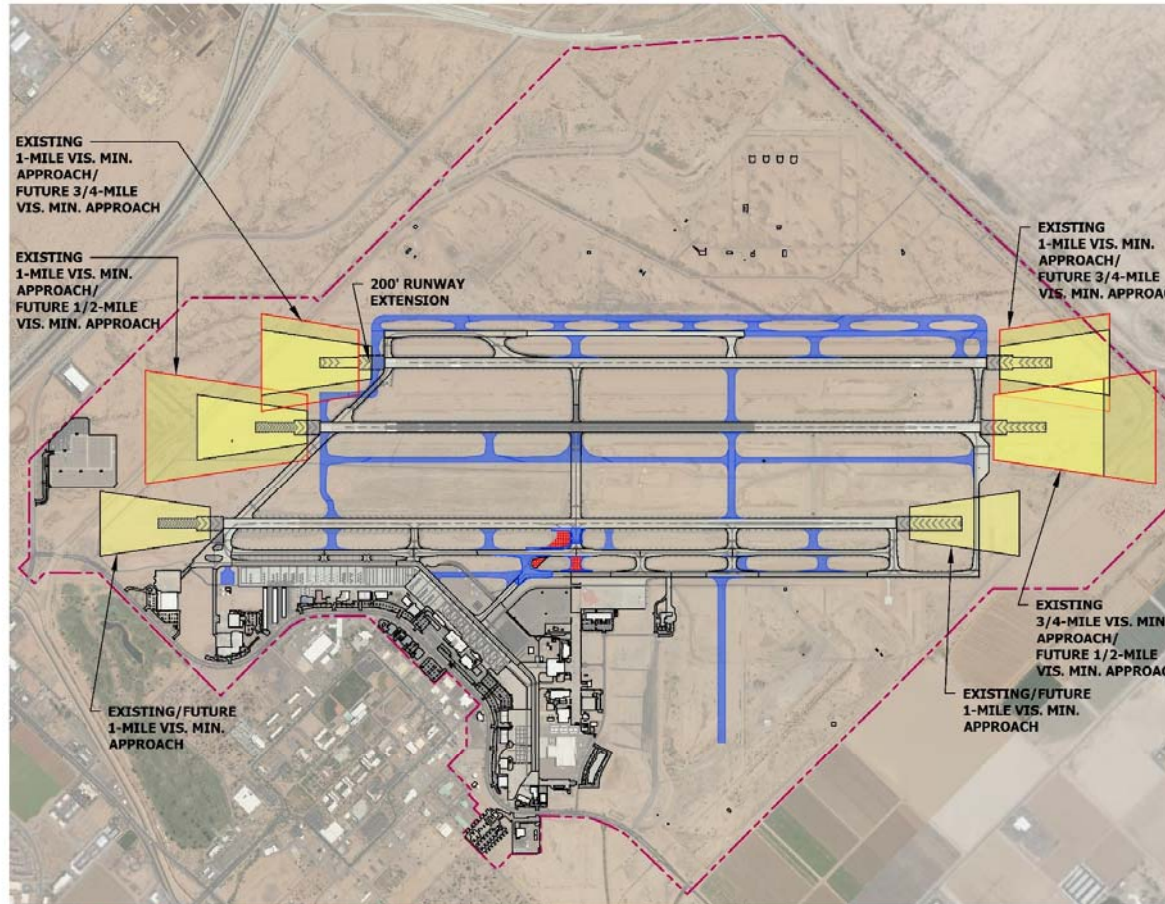 EXISTING
1-MILE VIS. MIN.
APPROACH/
FUTURE 3/4-MILE
VIS. MIN. APPROACH
EXISTING
1-MILE VIS. MIN.
APPROACH/
FUTURE 1/2-MILE
VIS. MIN. APPROACH
200' RUNWAY
EXTENSION
EXISTING
1-MILE VIS. MIN.
APPROACH/
FUTURE 3/4-MILE
VIS. MIN. APPROAC
EXISTING
3/4-MILE VIS. MIN
APPROACH/
FUTURE 1/2-MILE
VIS. MIN. APPROAC
EXISTING/FUTURE
1-MILE VIS. MIN.
APPROACH
EXISTING/FUTURE
1-MILE VIS. MIN.
APPROACH